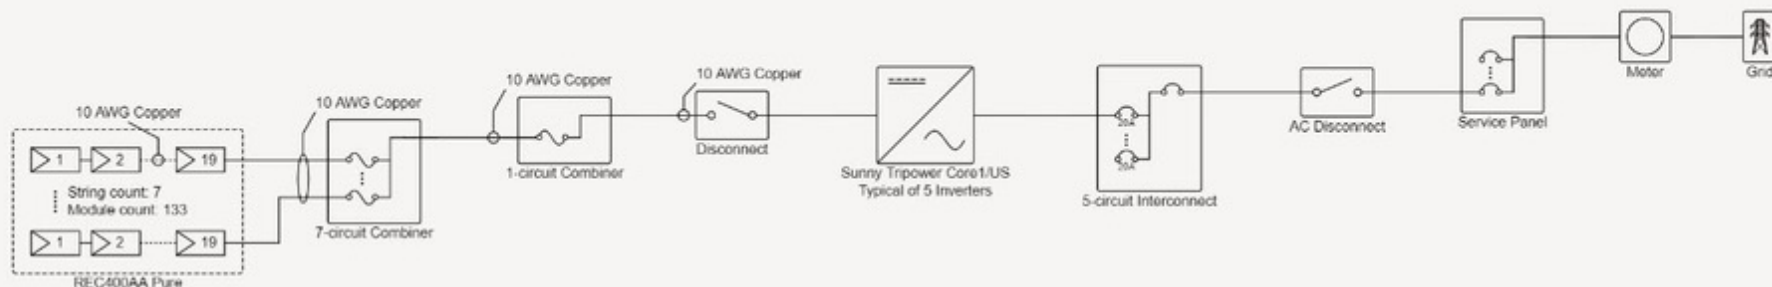 10 AWG Copper
1
2
19
String count: 7
Module count: 133
1
2
19
REC400AA Pure
10 AWG Copper
7-circuit Combiner
10 AWG Copper
1-circuit Combiner
10 AWG Copper
Disconnect
Sunny Tripower Core1/US
Typical of 5 Inverters
20A
20A
5-circuit Interconnect
AC Disconnect
Service Panel
Meter
Grid